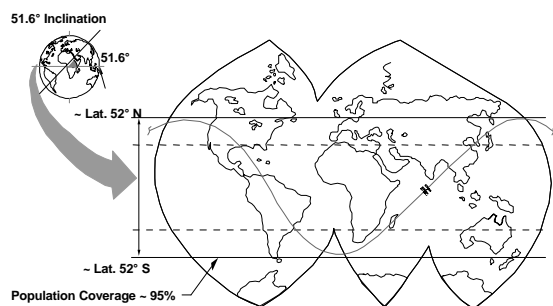 51.6° Inclination
51.6°
~ Lat. 52° N
~ Lat. 52° S
Population Coverage ~ 95%